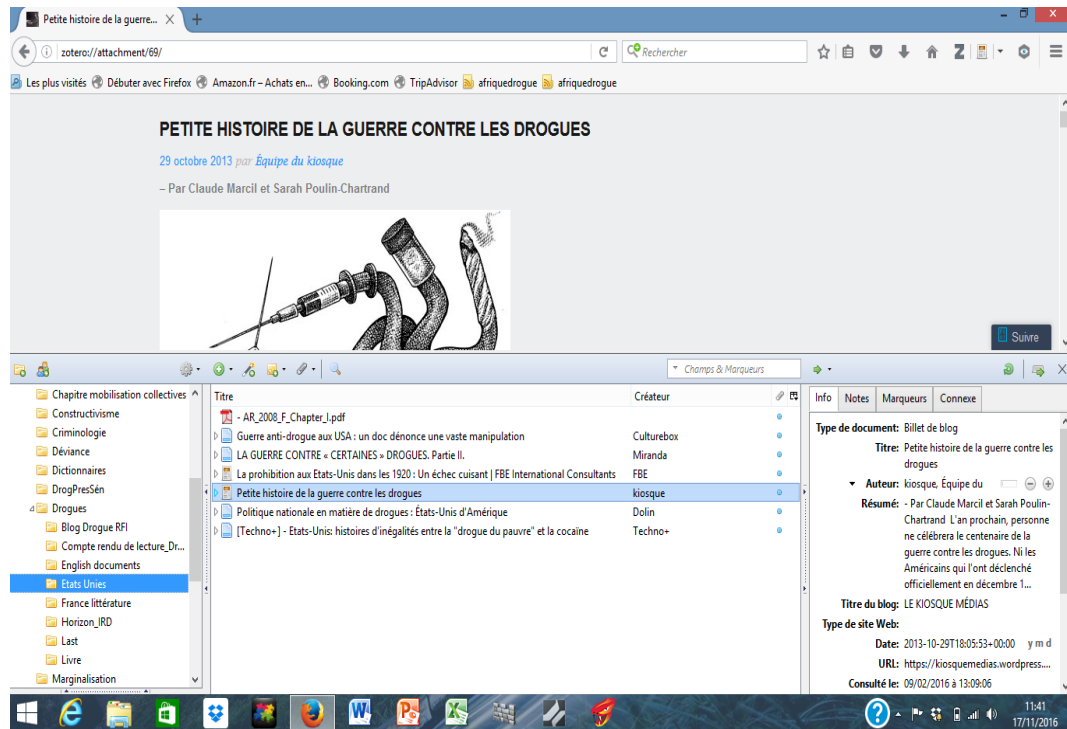 Petite histoire de la guerre...
zotero://attachment/69/
Rechercher
Les plus visités Débuter avec Firefox Amazon.fr – Achats en... Booking.com TripAdvisor afriquedrogue afriquedrogue
PETITE HISTOIRE DE LA GUERRE CONTRE LES DROGUES
29 octobre 2013 par Équipe du kiosque
– Par Claude Marcil et Sarah Poulin-Chartrand
Suivre
Champs & Marqueurs
Chapitre mobilisation collectives
Constructivisme
Criminologie
Déviance
Dictionnaires
DrogPresSén
Drogues
Blog Drogue RFI
Compte rendu de lecture_Dr...
English documents
Etats Unies
France littérature
Horizon_IRD
Last
Livre
Marginalisation
Titre Créateur
- AR_2008_F_Chapter_I.pdf
Guerre anti-drogue aux USA : un doc dénonce une vaste manipulation Culturebox
LA GUERRE CONTRE « CERTAINES » DROGUES. Partie II. Miranda
La prohibition aux Etats-Unis dans les 1920 : Un échec cuisant | FBE International Consultants FBE
Petite histoire de la guerre contre les drogues kiosque
Politique nationale en matière de drogues : États-Unis d'Amérique Dolin
[Techno+] - Etats-Unis: histoires d'inégalités entre la "drogue du pauvre" et la cocaïne Techno+
Info Notes Marqueurs Connexe
Type de document: Billet de blog
Titre: Petite histoire de la guerre contre les
drogues
Auteur: kiosque, Équipe du
Résumé: - Par Claude Marcil et Sarah Poulin-
Chartrand L'an prochain, personne
ne célébrera le centenaire de la
guerre contre les drogues. Ni les
Américains qui l'ont déclenché
officiellement en décembre 1...
Titre du blog: LE KIOSQUE MÉDIAS
Type de site Web:
Date: 2013-10-29T18:05:53+00:00 y m d
URL: https://kiosquemedias.wordpress....
Consulté le: 09/02/2016 à 13:09:06
11:41
17/11/2016